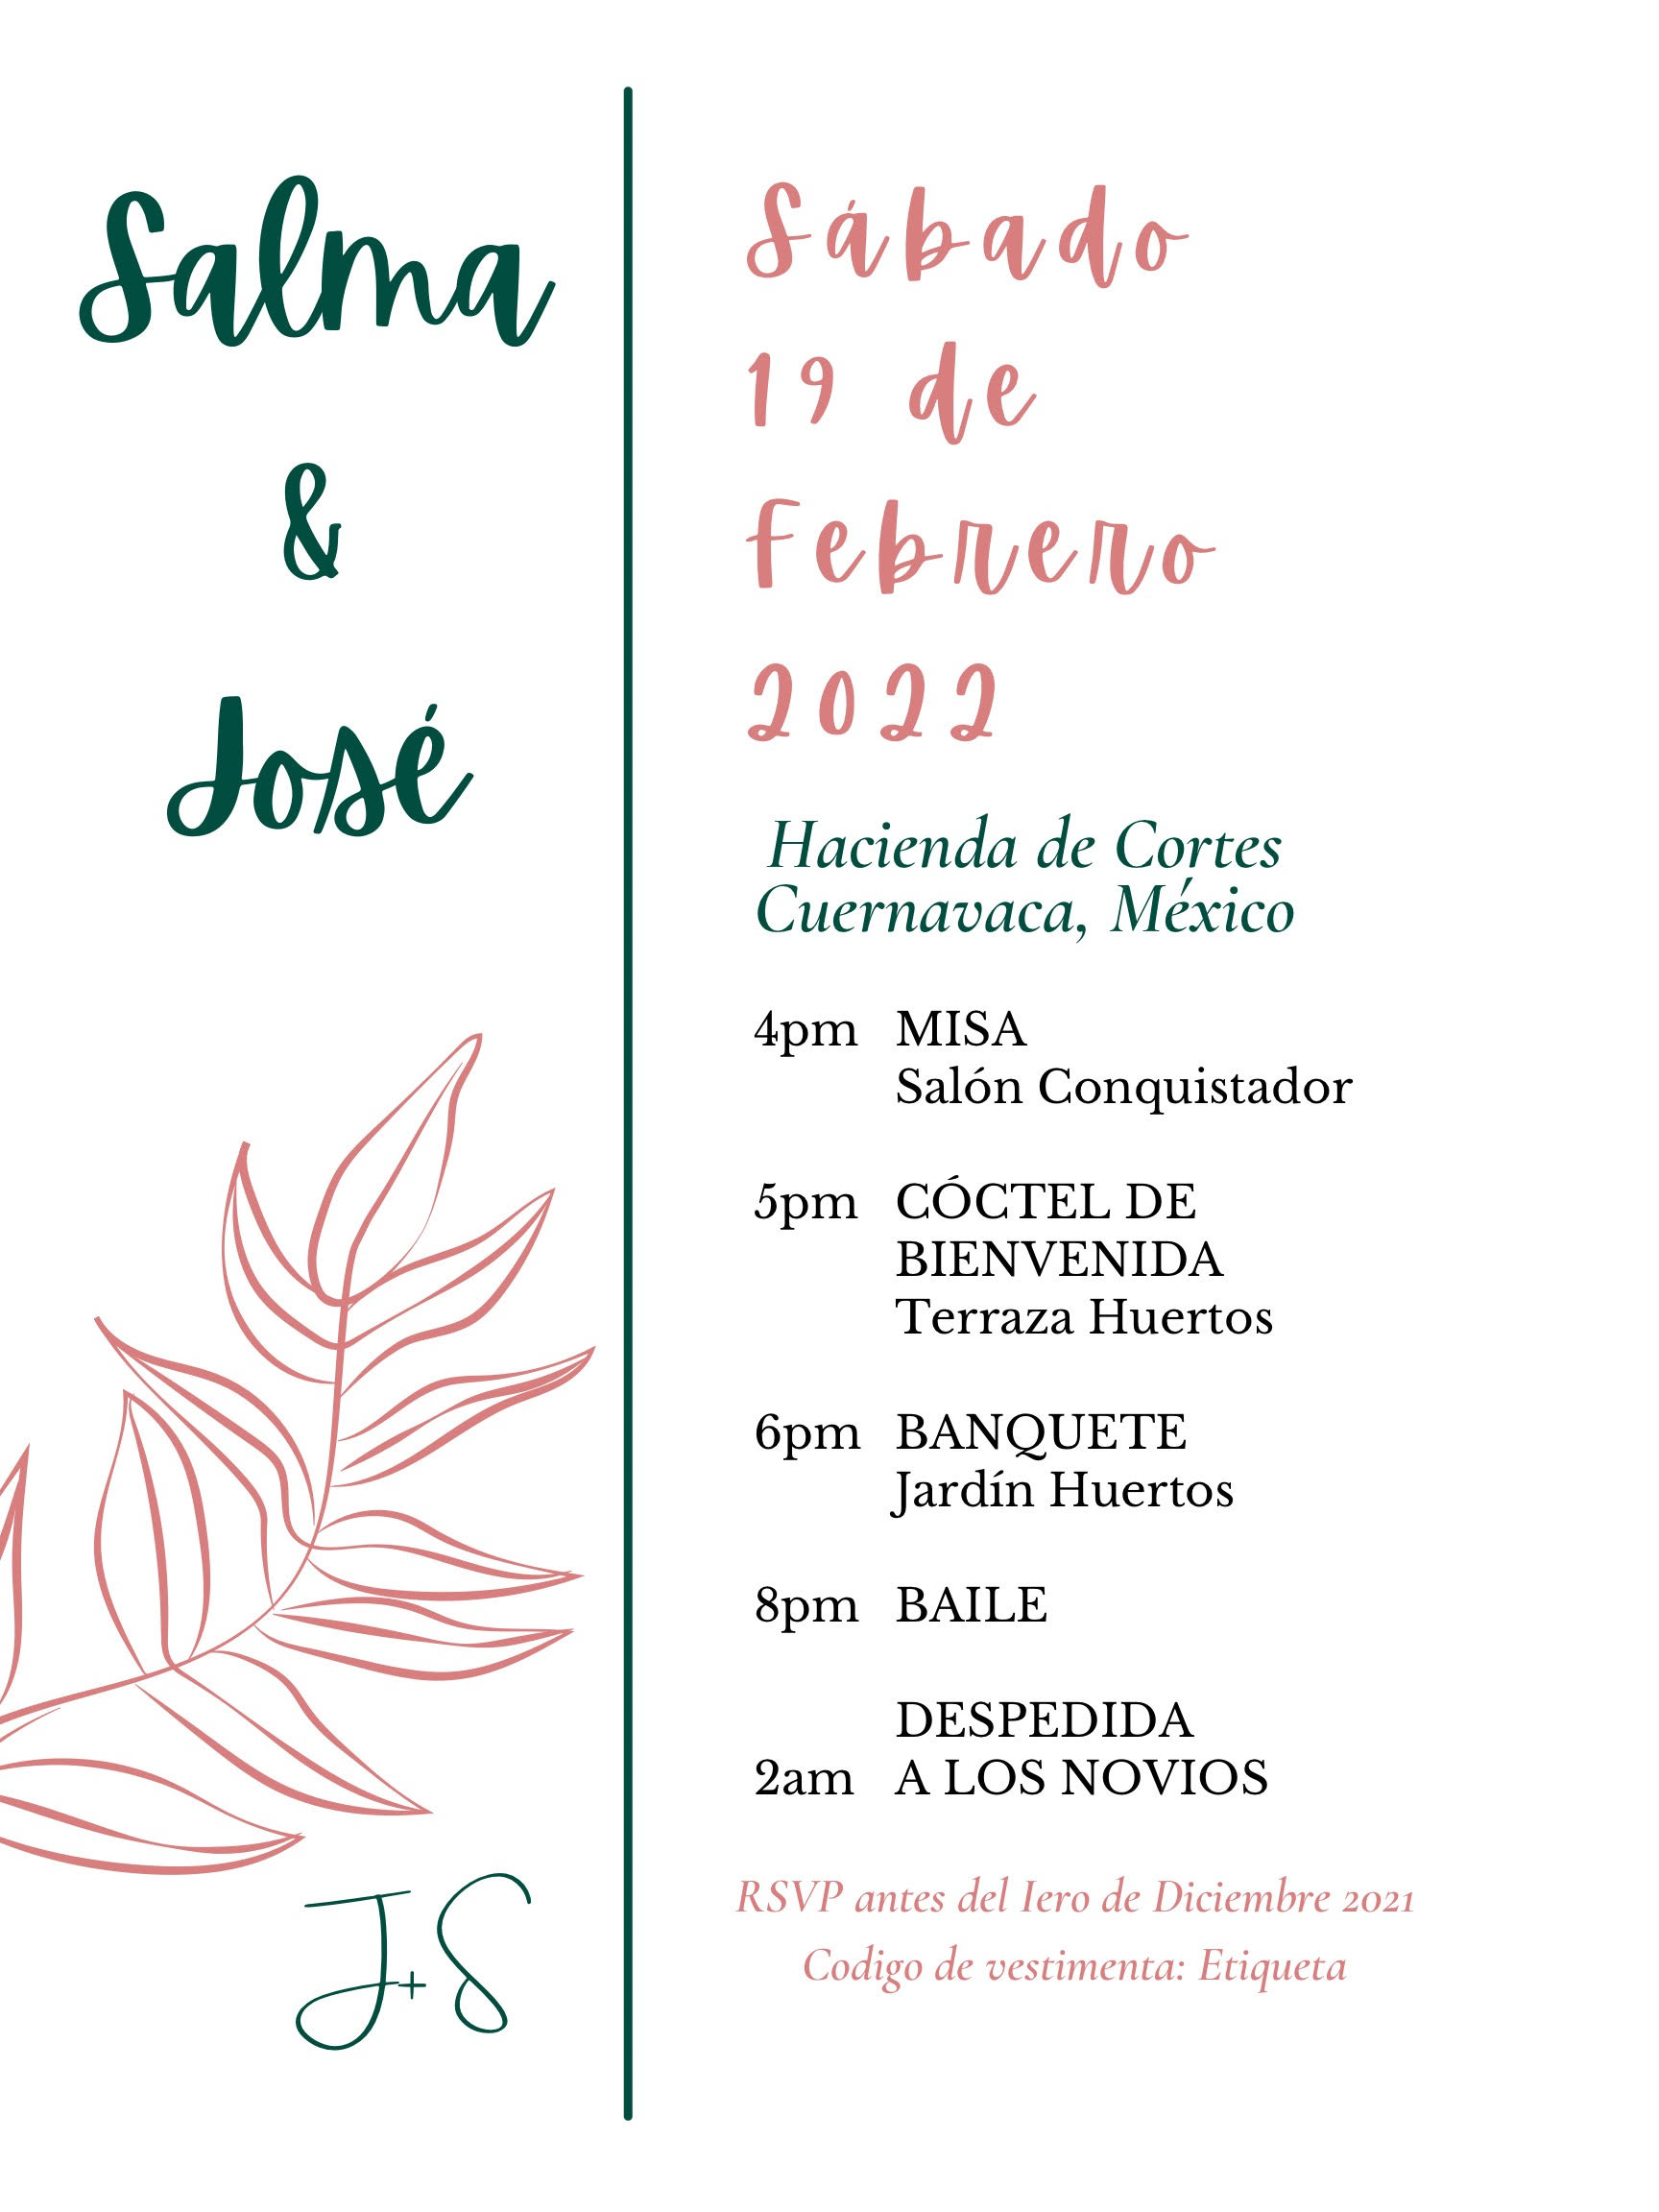 Salma
&
José
J+S
Sábado
19 de
Febrero
2022
Hacienda de Cortes
Cuernavaca, México
4pm MISA
Salón Conquistador
5pm CÓCTEL DE
BIENVENIDA
Terraza Huertos
6pm BANQUETE
Jardín Huertos
8pm BAILE
DESPEDIDA
2am A LOS NOVIOS
RSVP antes del Iero de Diciembre 2021
Codigo de vestimenta: Etiqueta